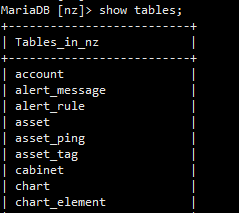 MariaDB [nz]> show tables;
+---------------------------+
| Tables_in_nz |
+---------------------------+
| account |
| alert_message |
| alert_rule |
| asset |
| asset_ping |
| asset_tag |
| cabinet |
| chart |
| chart_element |